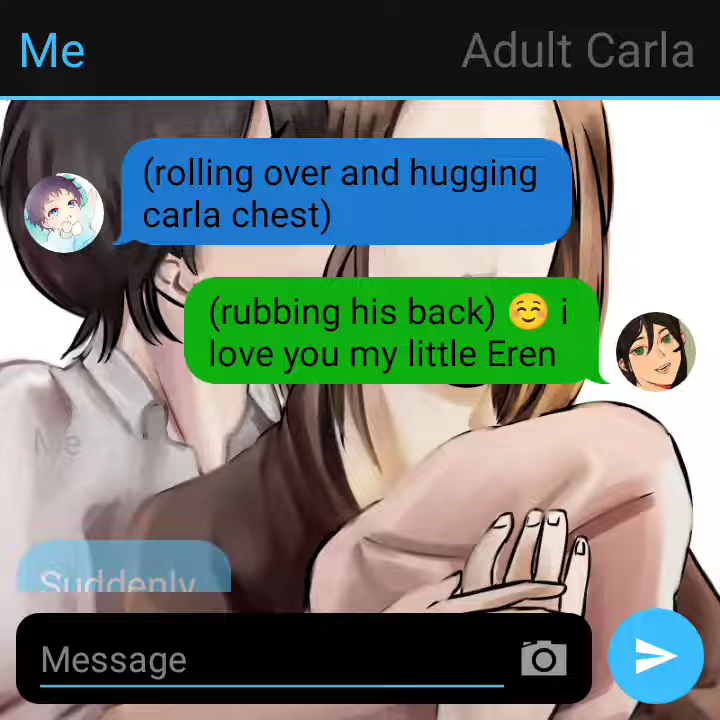 Me
Adult Carla
(rolling over and hugging
carla chest)
(rubbing his back) ☺️ i
love you my little Eren
Me
Suddenly
Message